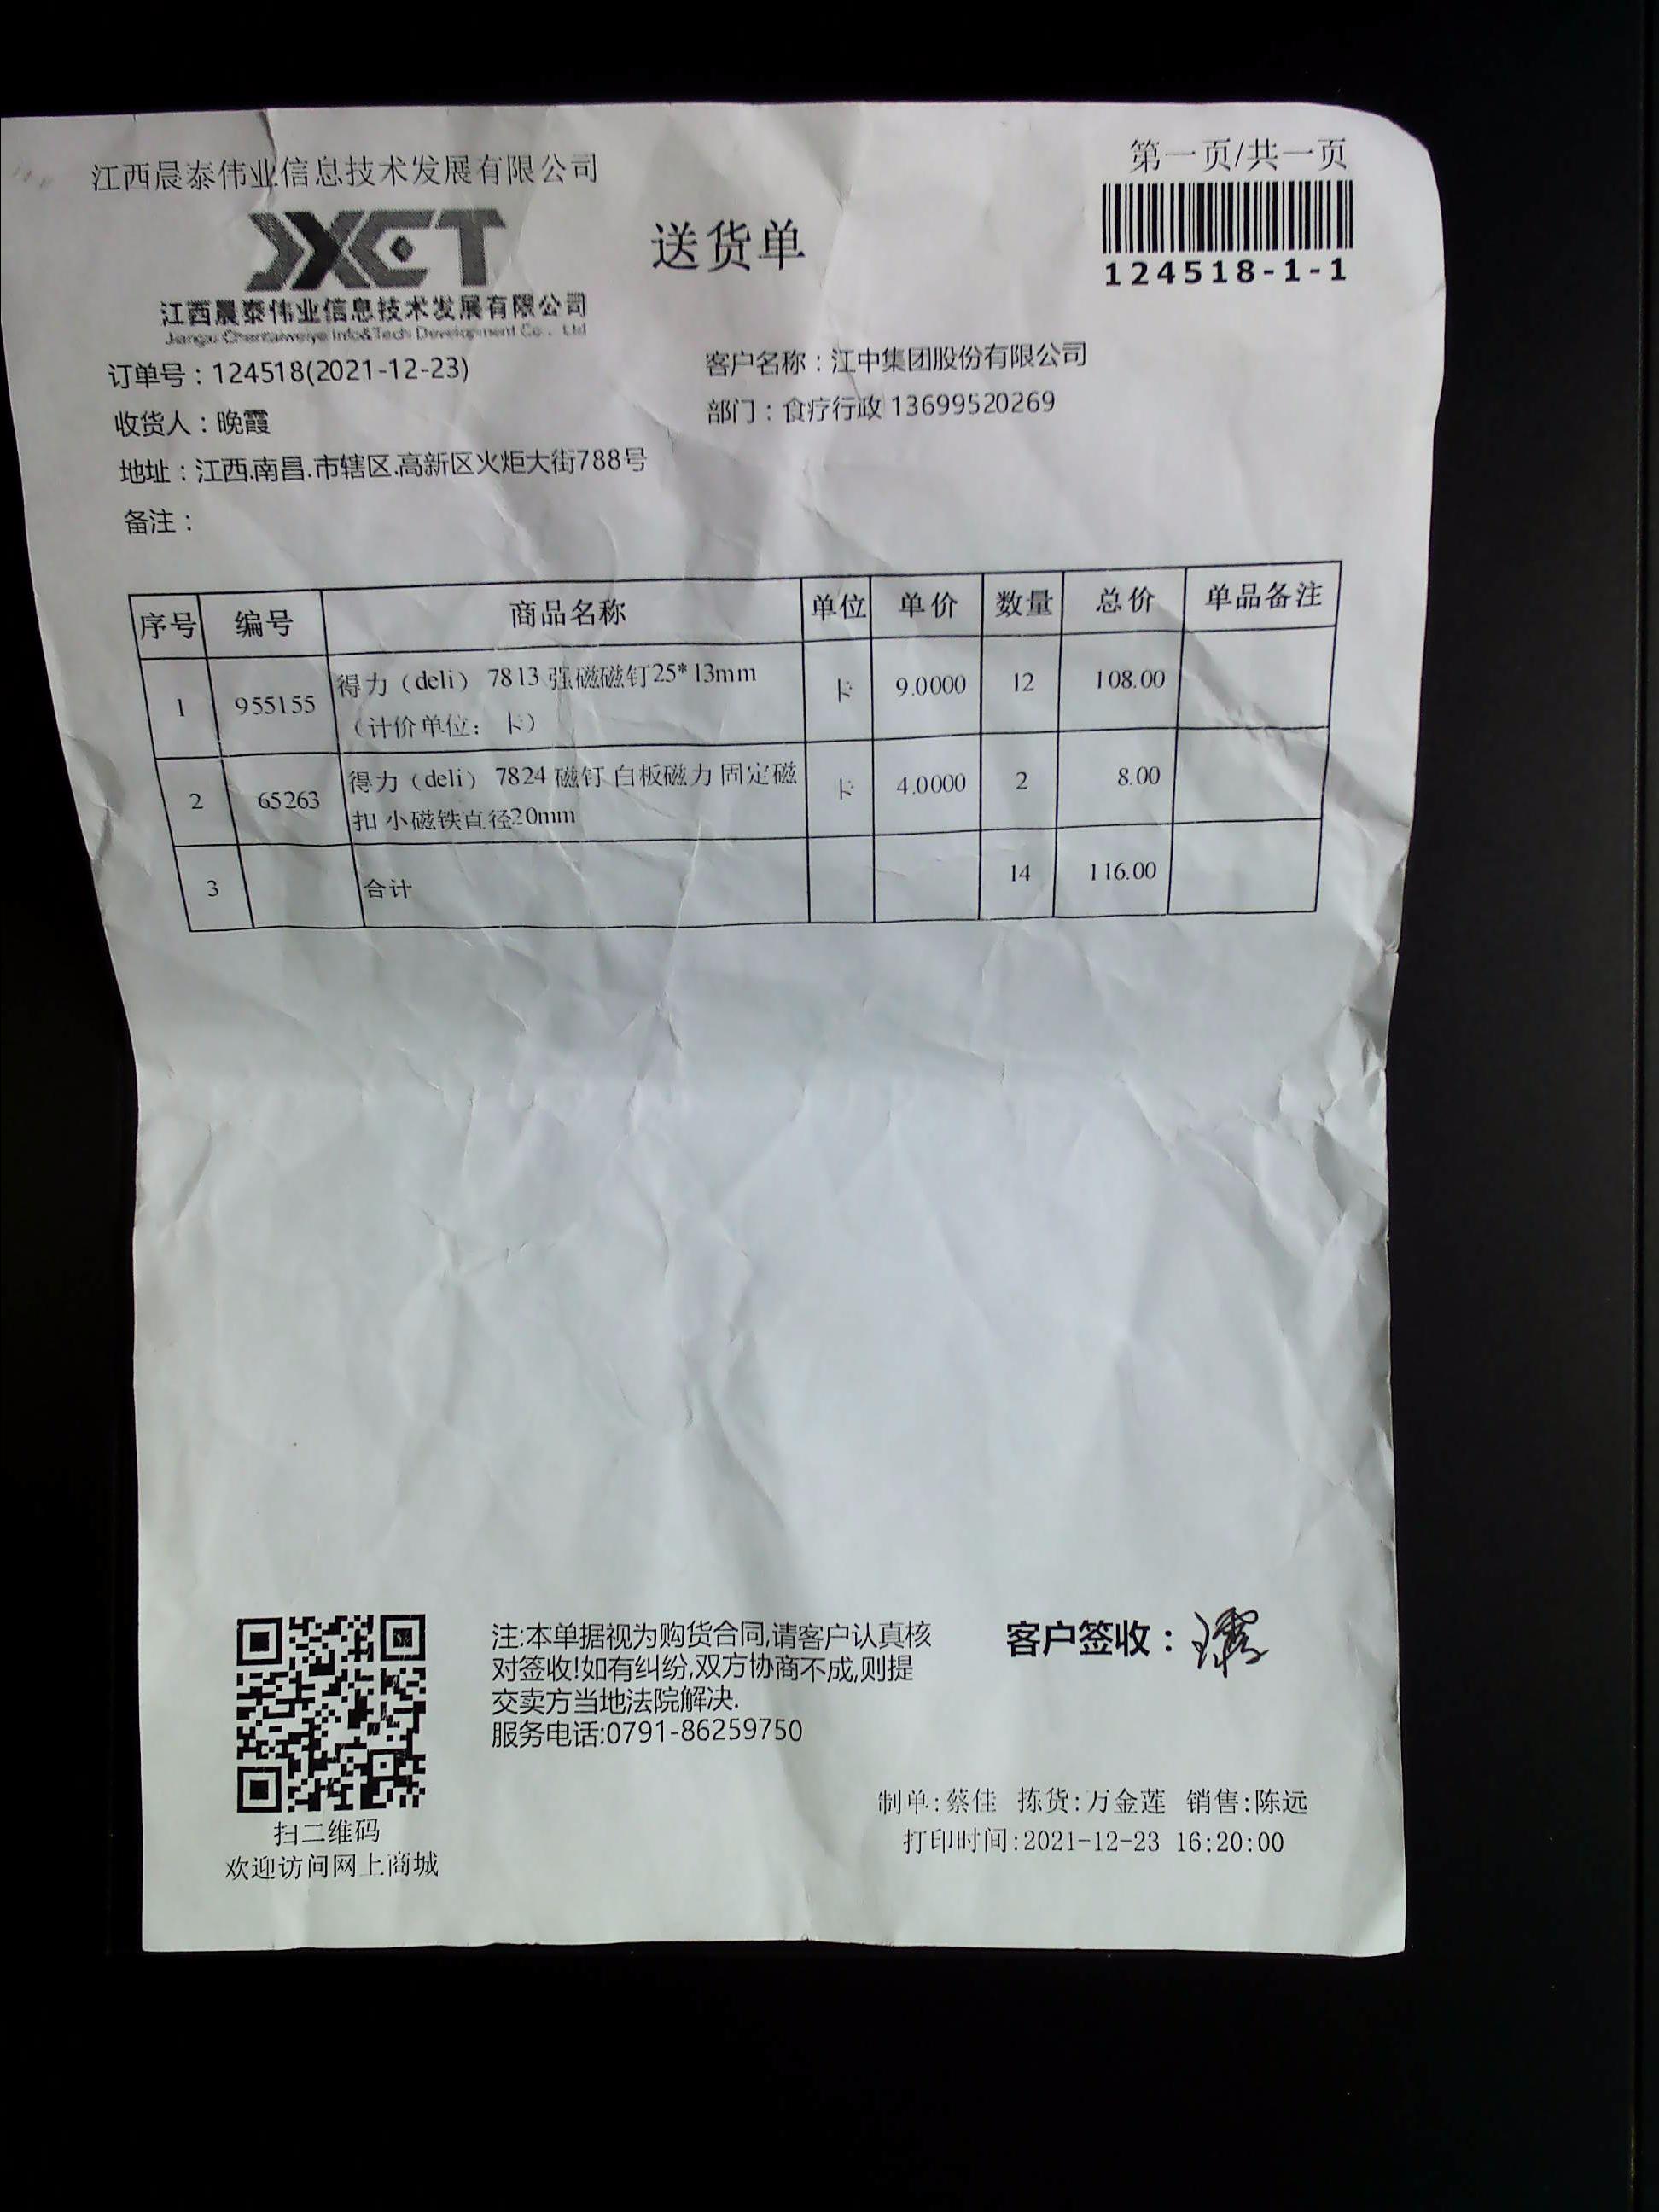 江西晨泰伟业信息技术发展有限公司
第一页/共一页
JXCT
送货单
124518-1-1
江西晨泰伟业信息技术发展有限公司
Jiangxi Chentaiweiye Info&Tech Development Co., Ltd
订单号：124518(2021-12-23)
客户名称：江中集团股份有限公司
收货人：晚霞
部门：食疗行政 13699520269
地址：江西.南昌.市辖区.高新区火炬大街788号
备注：
序号 编号 商品名称 单位 单价 数量 总价 单品备注
1 955155 得力（deli） 7813 强磁磁钉25*13mm
（计价单位： 卡） 卡 9.0000 12 108.00
2 65263 得力（deli） 7824 磁钉 白板磁力 固定磁
扣 小磁铁直径20mm 卡 4.0000 2 8.00
3 合计 14 116.00
注:本单据视为购货合同,请客户认真核
对签收!如有纠纷,双方协商不成,则提
交卖方当地法院解决.
服务电话:0791-86259750
客户签收：
扫二维码
欢迎访问网上商城
制单:蔡佳 拣货:万金莲 销售:陈远
打印时间:2021-12-23 16:20:00